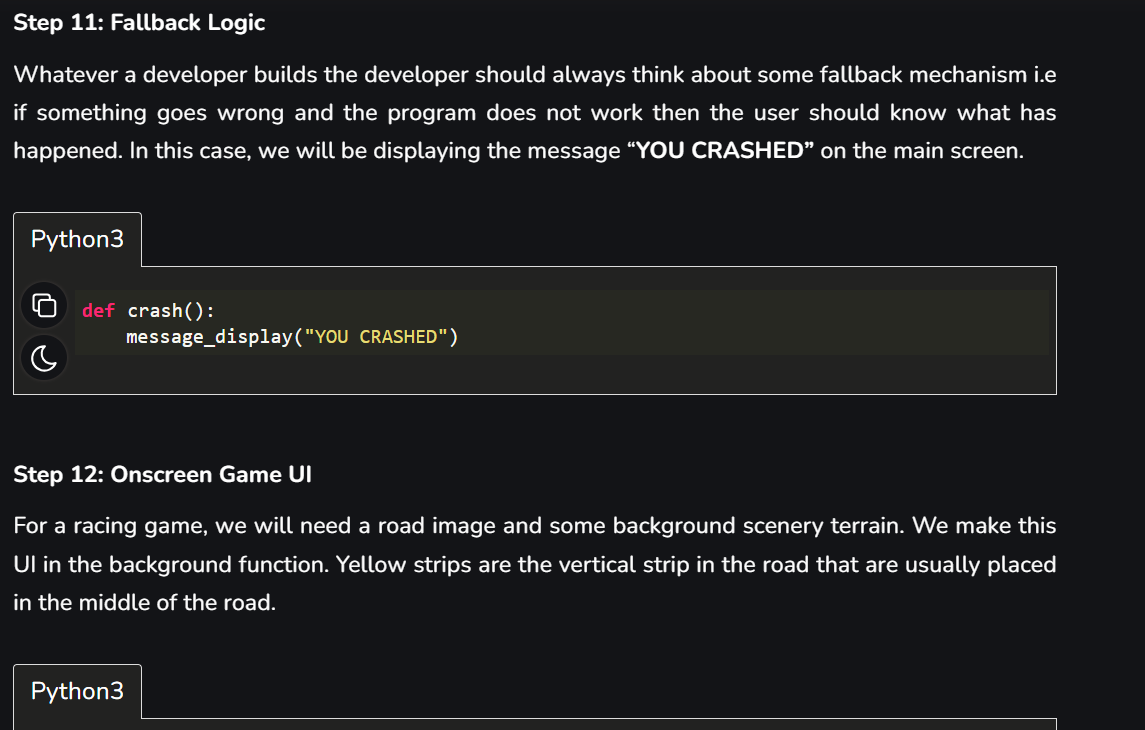 Step 11: Fallback Logic
Whatever a developer builds the developer should always think about some fallback mechanism i.e
if something goes wrong and the program does not work then the user should know what has
happened. In this case, we will be displaying the message “YOU CRASHED” on the main screen.
Python3
def crash():
    message_display("YOU CRASHED")
Step 12: Onscreen Game UI
For a racing game, we will need a road image and some background scenery terrain. We make this
UI in the background function. Yellow strips are the vertical strip in the road that are usually placed
in the middle of the road.
Python3